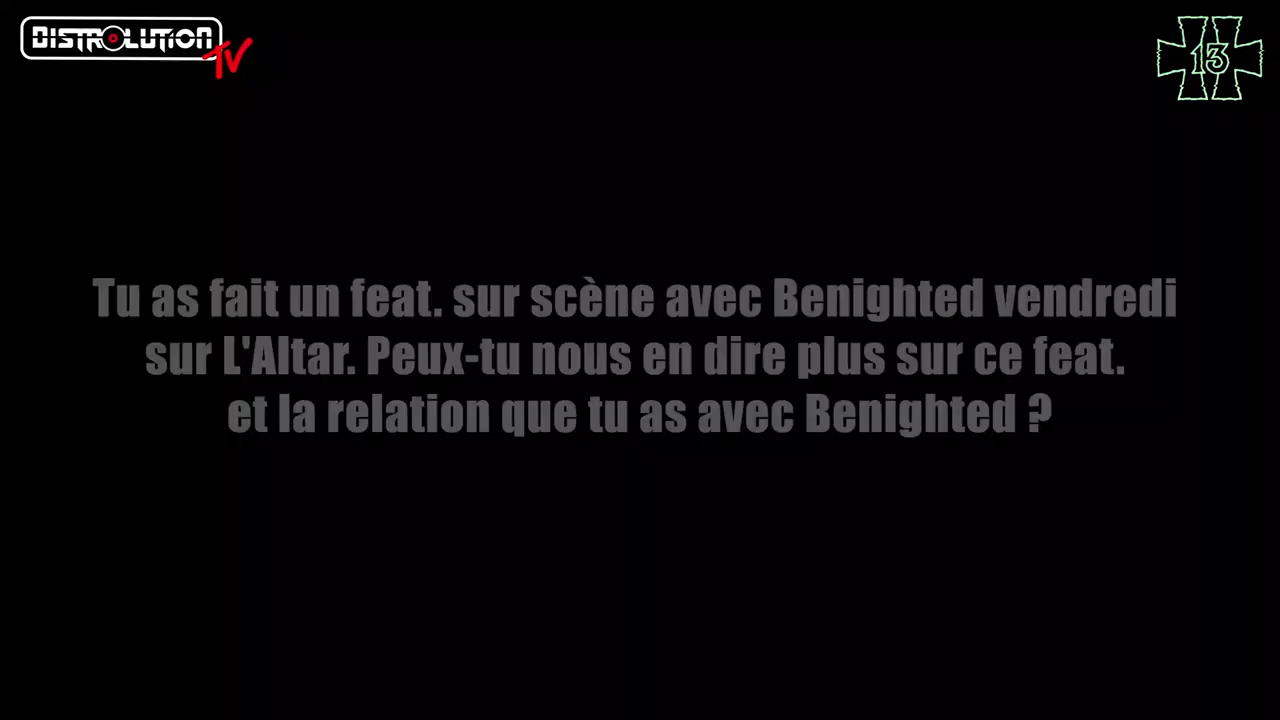 DISTROLUTION TV
13
Tu as fait un feat. sur scène avec Benighted vendredi
sur L'Altar. Peux-tu nous en dire plus sur ce feat.
et la relation que tu as avec Benighted ?